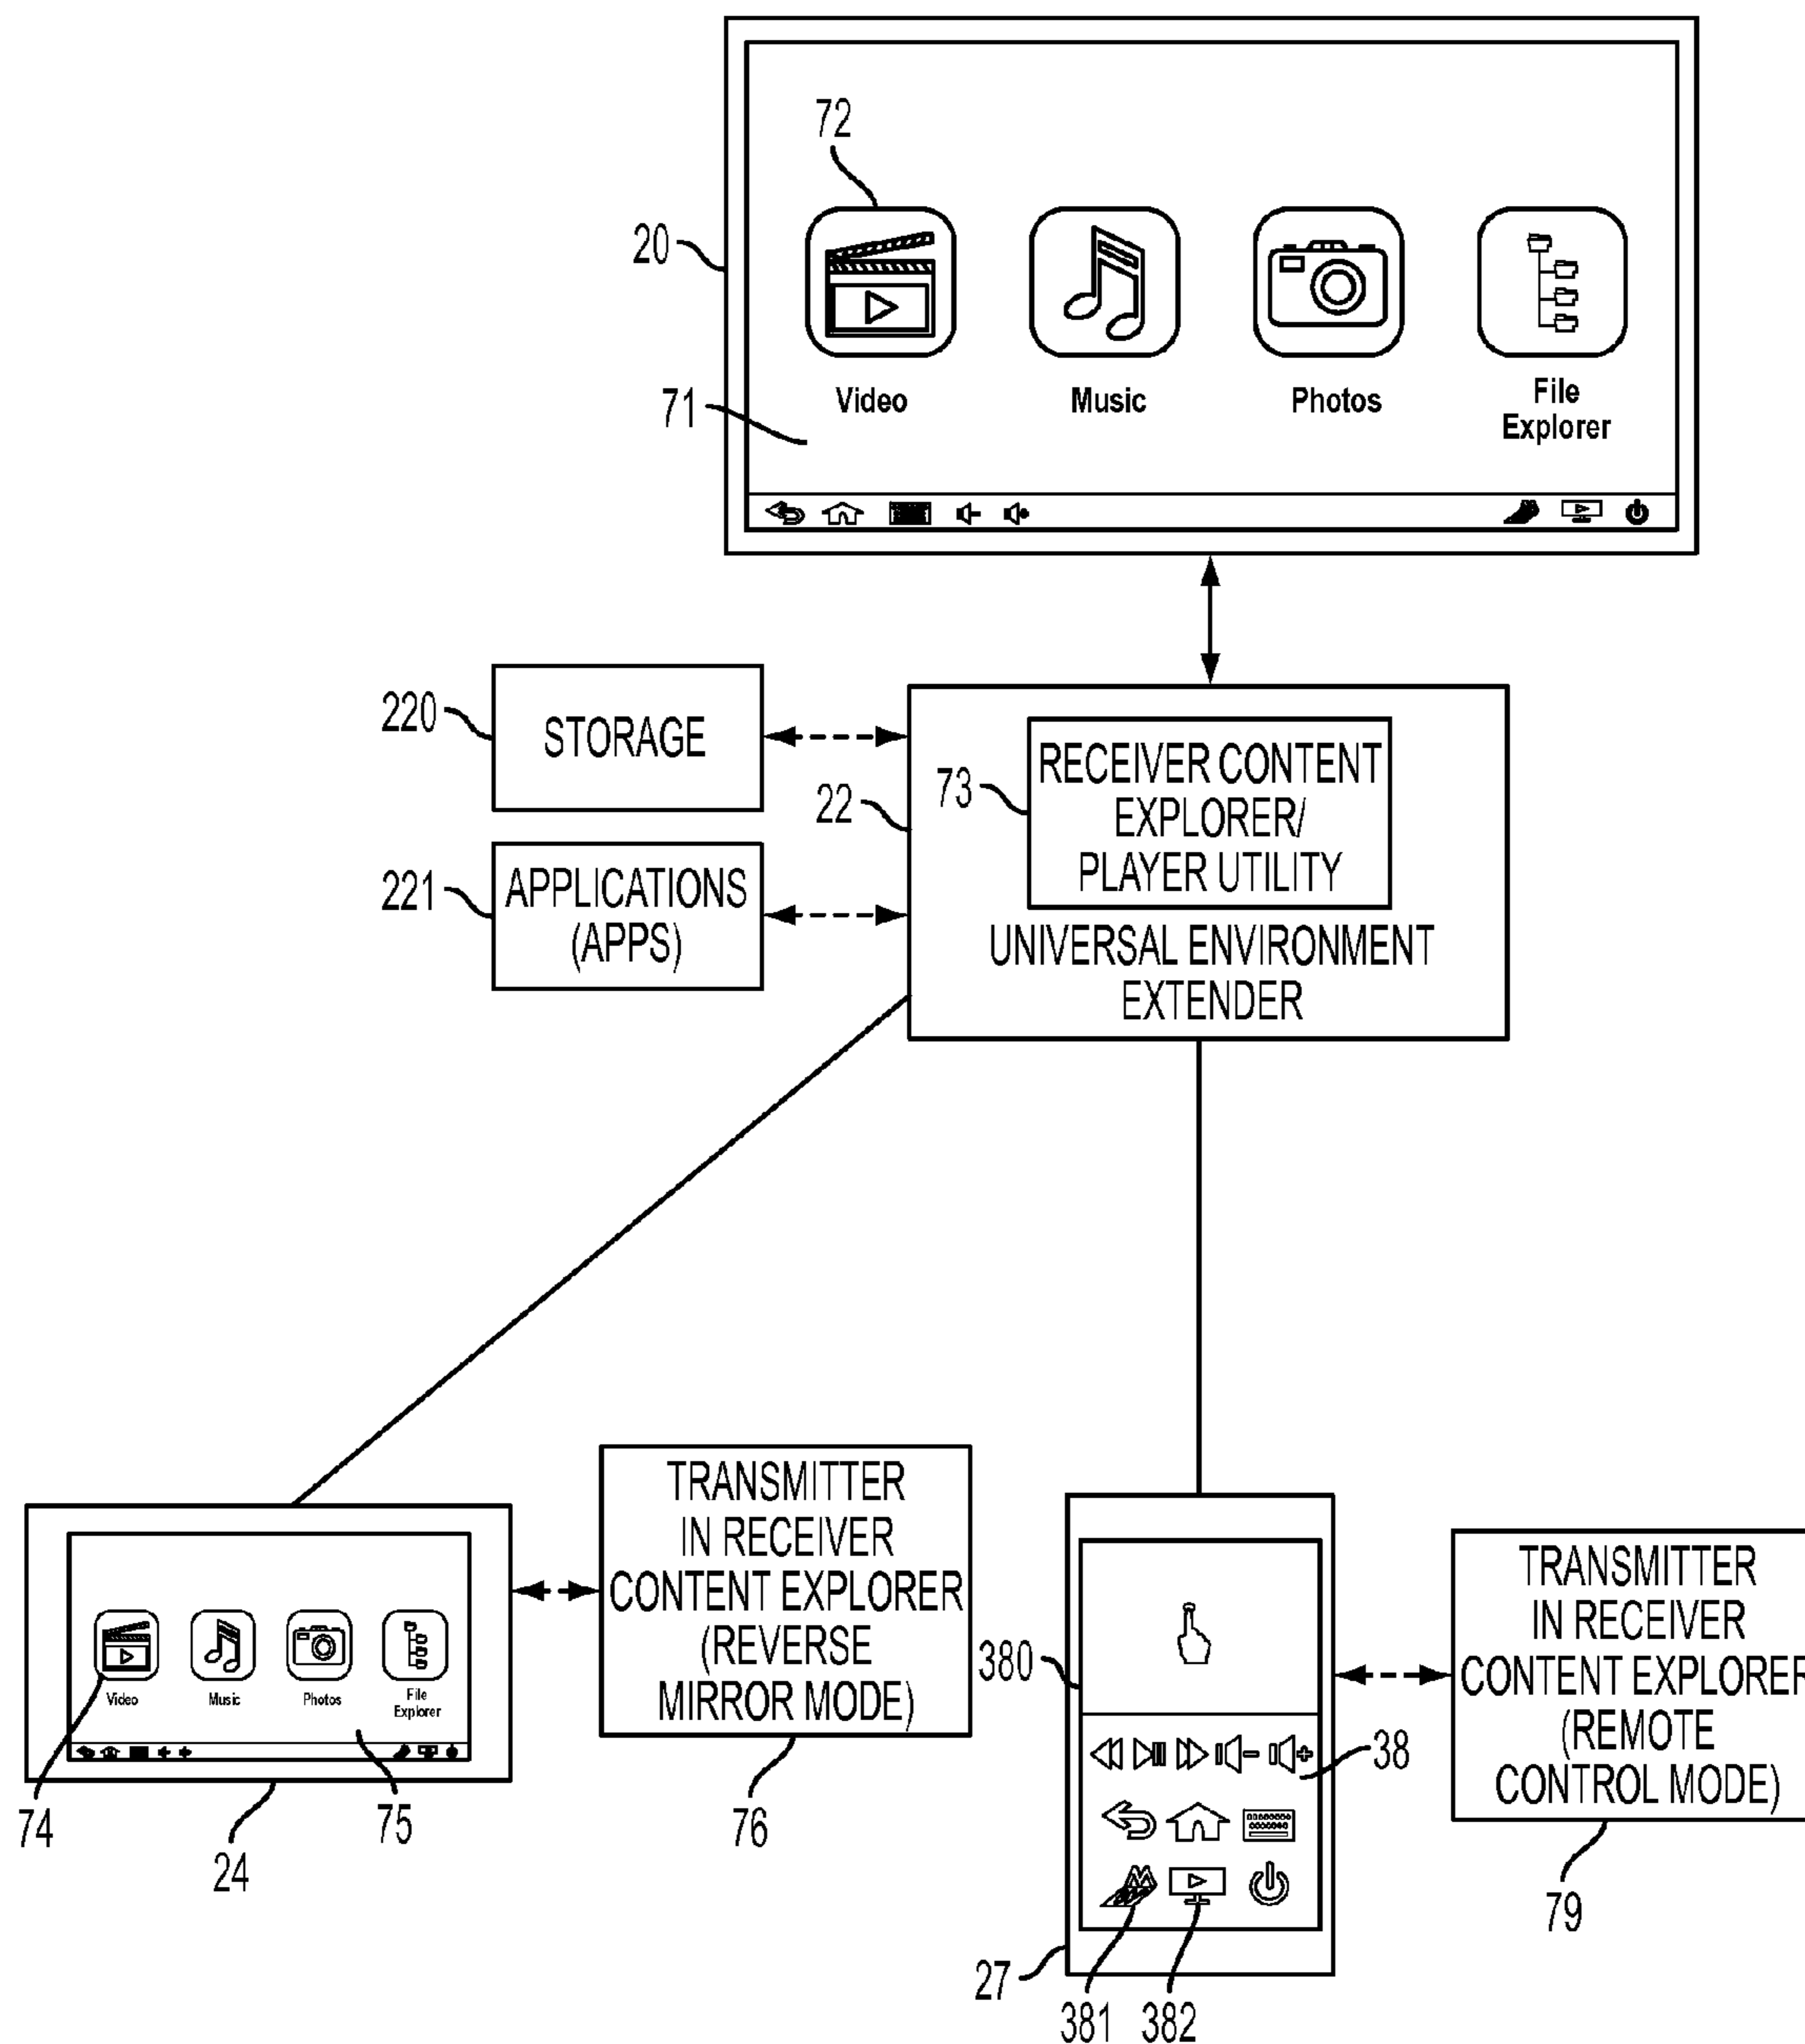 72
20
71
Video
Music
Photos
File
Explorer
220
STORAGE
22
73
RECEIVER CONTENT
EXPLORER/
PLAYER UTILITY
221
APPLICATIONS
(APPS)
UNIVERSAL ENVIRONMENT
EXTENDER
TRANSMITTER
IN RECEIVER
CONTENT EXPLORER
(REVERSE
MIRROR MODE)
Video
Music
Photos
File
Explorer
74
24
75
76
380
38
27
381
382
TRANSMITTER
IN RECEIVER
CONTENT EXPLORER
(REMOTE
CONTROL MODE)
79